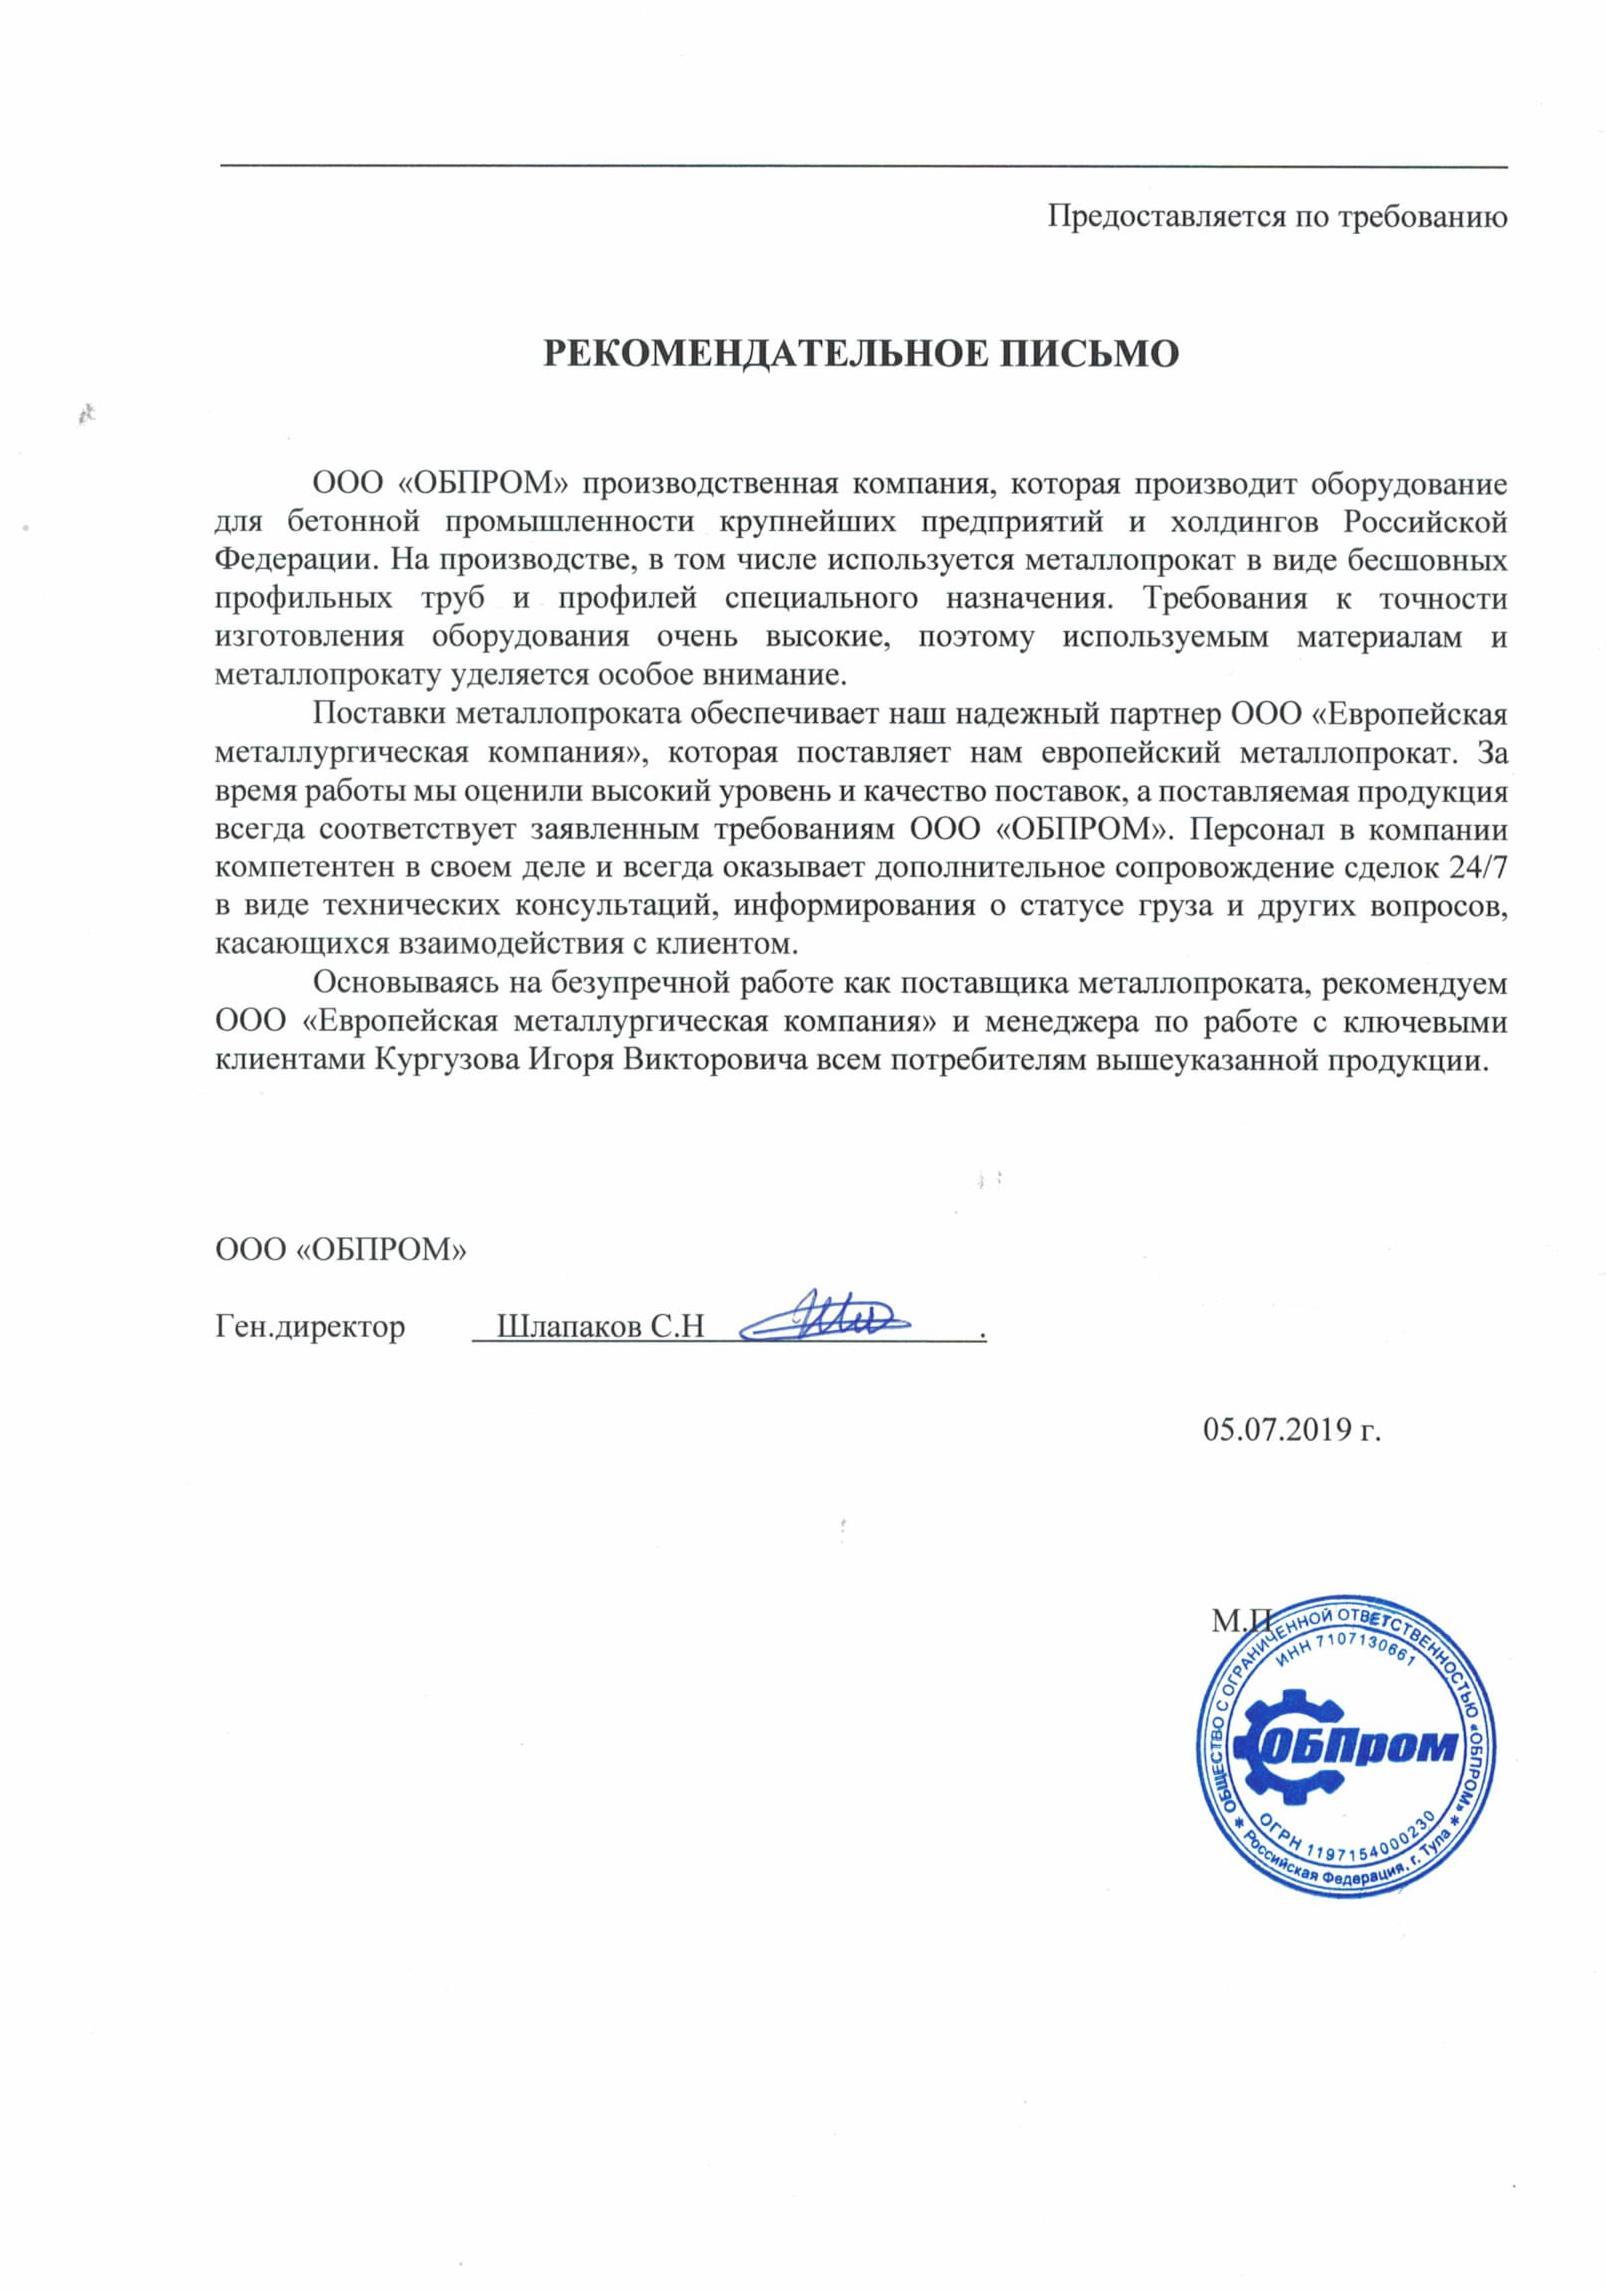 Предоставляется по требованию
РЕКОМЕНДАТЕЛЬНОЕ ПИСЬМО
ООО «ОБПРОМ» производственная компания, которая производит оборудование
для бетонной промышленности крупнейших предприятий и холдингов Российской
Федерации. На производстве, в том числе используется металлопрокат в виде бесшовных
профильных труб и профилей специального назначения. Требования к точности
изготовления оборудования очень высокие, поэтому используемым материалам и
металлопрокату уделяется особое внимание.
Поставки металлопроката обеспечивает наш надежный партнер ООО «Европейская
металлургическая компания», которая поставляет нам европейский металлопрокат. За
время работы мы оценили высокий уровень и качество поставок, а поставляемая продукция
всегда соответствует заявленным требованиям ООО «ОБПРОМ». Персонал в компании
компетентен в своем деле и всегда оказывает дополнительное сопровождение сделок 24/7
в виде технических консультаций, информирования о статусе груза и других вопросов,
касающихся взаимодействия с клиентом.
Основываясь на безупречной работе как поставщика металлопроката, рекомендуем
ООО «Европейская металлургическая компания» и менеджера по работе с ключевыми
клиентами Кургузова Игоря Викторовича всем потребителям вышеуказанной продукции.
ООО «ОБПРОМ»
Ген.директор Шлапаков С.Н .
05.07.2019 г.
М.П
ОБЩЕСТВО С ОГРАНИЧЕННОЙ ОТВЕТСТВЕННОСТЬЮ «ОБПРОМ»
ИНН 7107130661
ОБПром
ОГРН 1197154000230
* Российская Федерация, г. Тула *